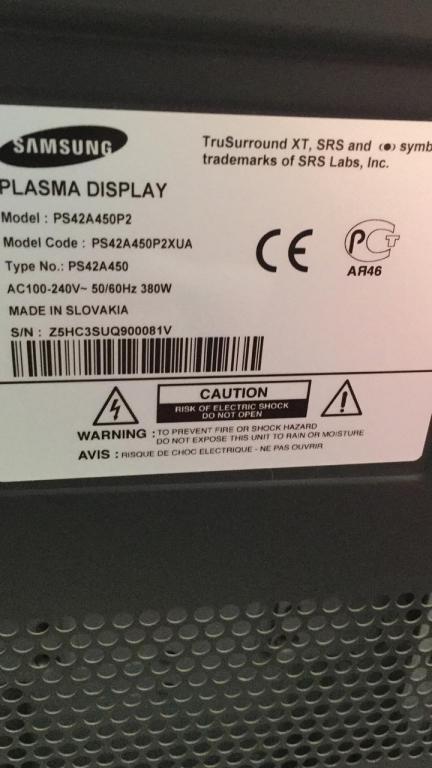 SAMSUNG
TruSurround XT, SRS and (●) symb
trademarks of SRS Labs, Inc.
PLASMA DISPLAY
Model : PS42A450P2
Model Code : PS42A450P2XUA
Type No.: PS42A450
AC100-240V~ 50/60Hz 380W
MADE IN SLOVAKIA
S/N : Z5HC3SUQ900081V
CE
PCT
АЯ46
CAUTION
RISK OF ELECTRIC SHOCK
DO NOT OPEN
WARNING : TO PREVENT FIRE OR SHOCK HAZARD
DO NOT EXPOSE THIS UNIT TO RAIN OR MOISTURE
AVIS : RISQUE DE CHOC ELECTRIQUE - NE PAS OUVRIR